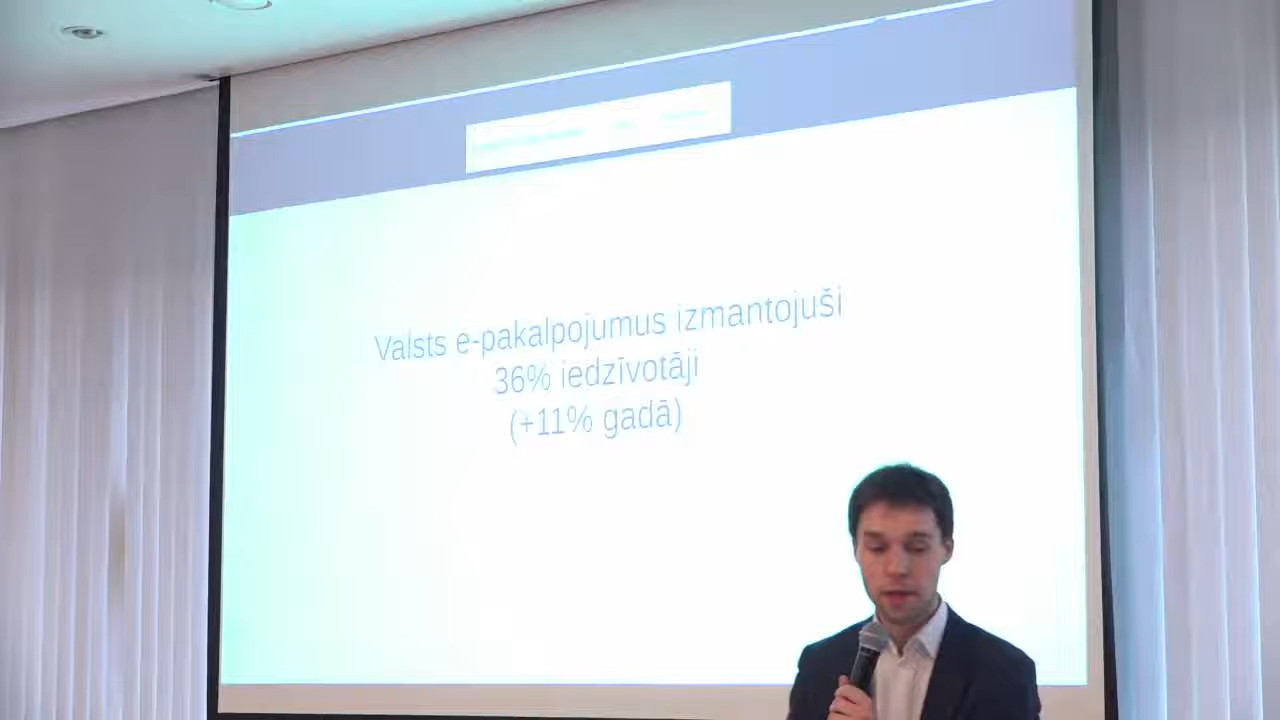 Valsts e-pakalpojumus izmantojuši
36% iedzīvotāji
(+11% gadā)